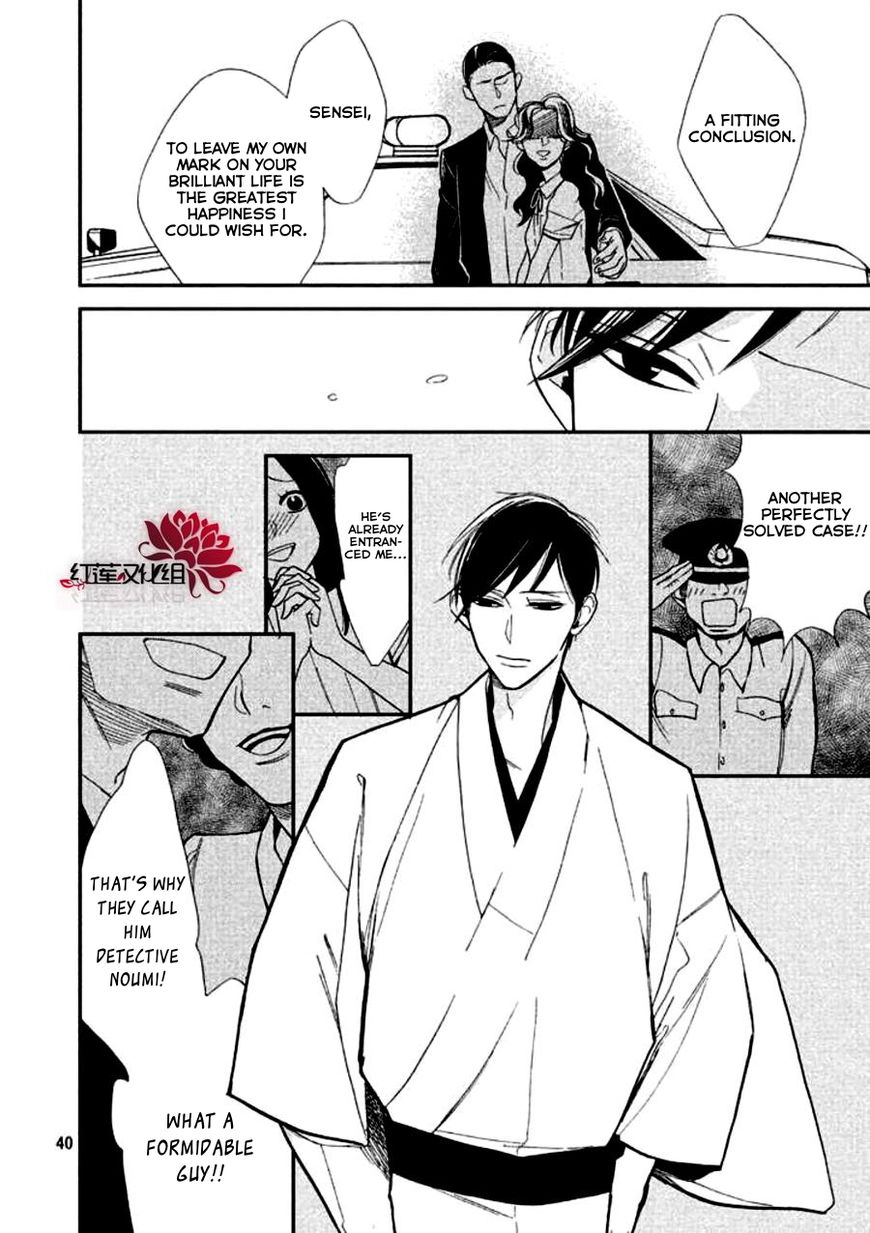 A FITTING
CONCLUSION.
SENSEI,
TO LEAVE MY OWN
MARK ON YOUR
BRILLIANT LIFE IS
THE GREATEST
HAPPINESS I
COULD WISH FOR.
ANOTHER
PERFECTLY
SOLVED CASE!!
HE'S
ALREADY
ENTRAN-
CED ME...
红莲汉化组
THAT'S WHY
THEY CALL
HIM
DETECTIVE
NOUMI!
WHAT A
FORMIDABLE
GUY!!
40